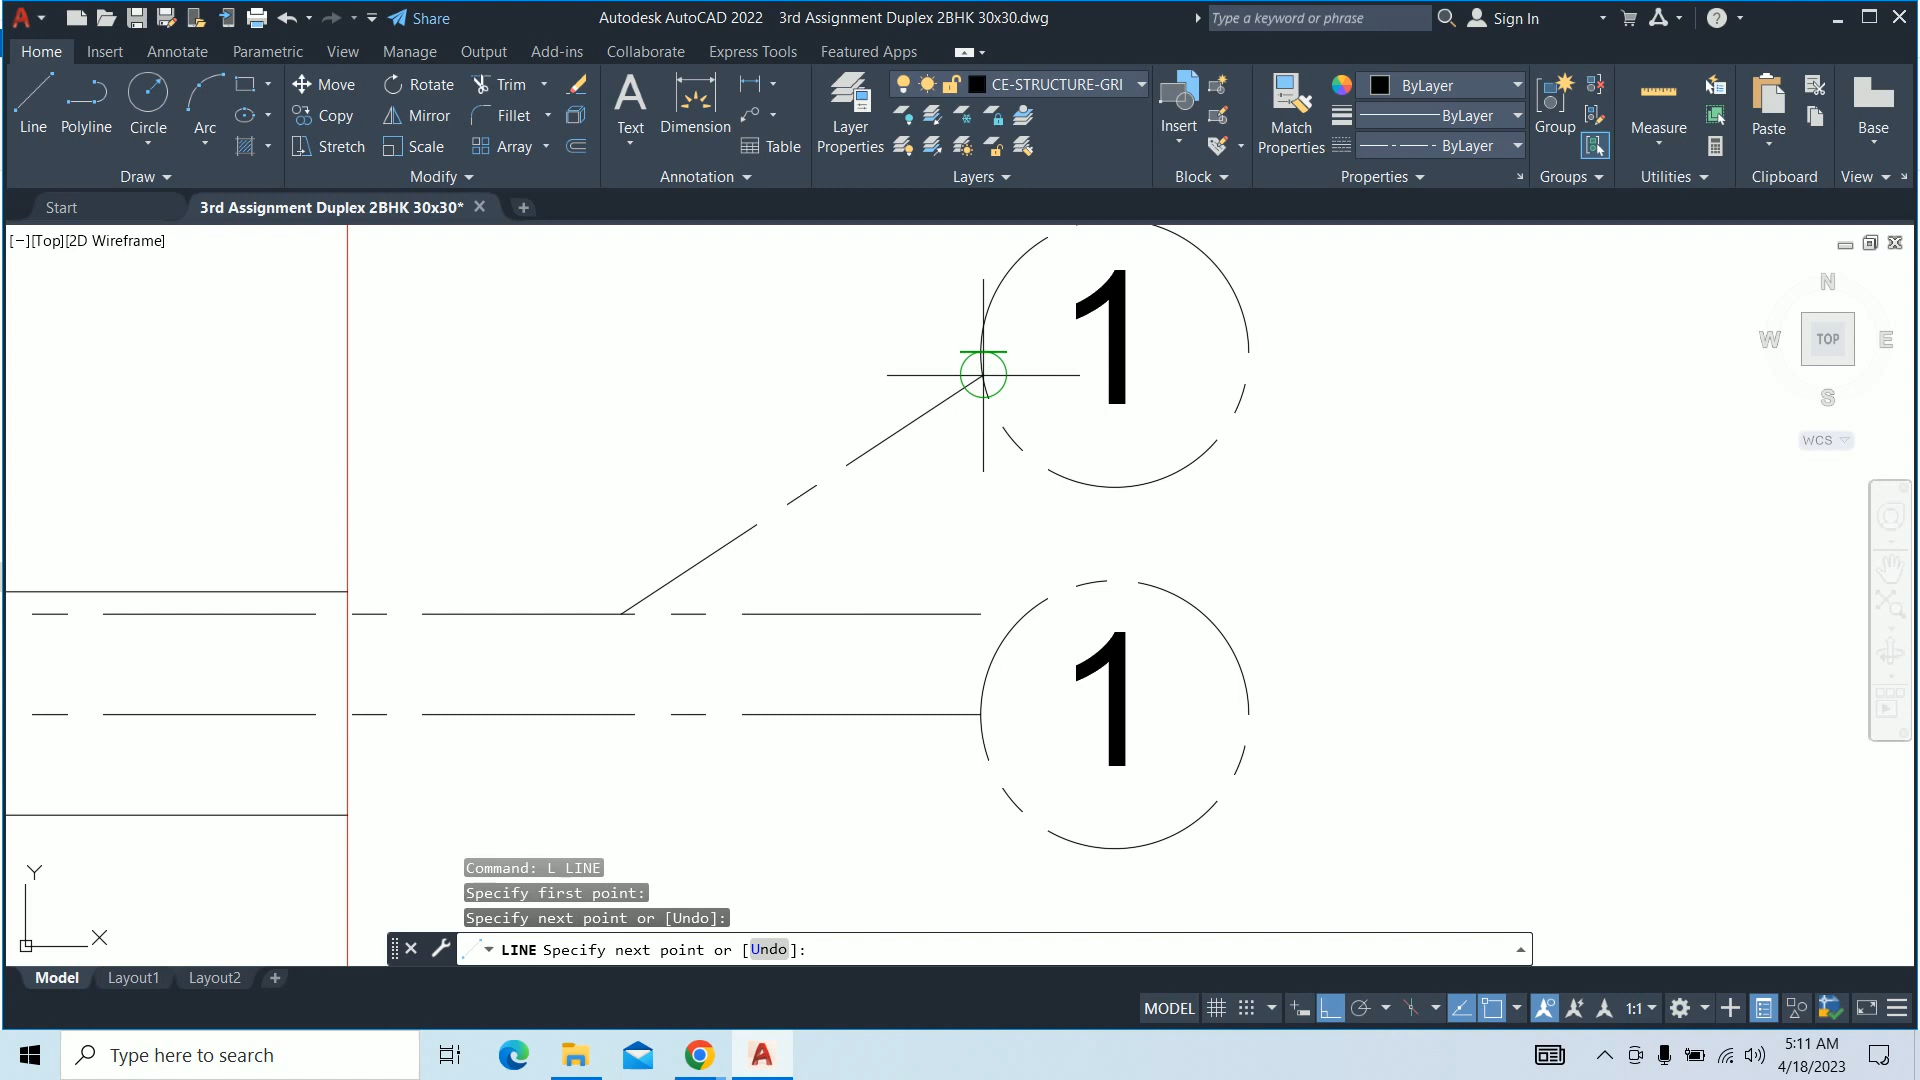 Share
Autodesk AutoCAD 2022 3rd Assignment Duplex 2BHK 30x30.dwg
Type a keyword or phrase
Sign In
Home Insert Annotate Parametric View Manage Output Add-ins Collaborate Express Tools Featured Apps
Line Polyline Circle Arc
Move Rotate Trim
Copy Mirror Fillet
Stretch Scale Array
Text Dimension Table
Layer Properties
CE-STRUCTURE-GRI
Insert
Match Properties
ByLayer
ByLayer
ByLayer
Group
Measure
Paste
Base
Draw Modify Annotation Layers Block Properties Groups Utilities Clipboard View
Start 3rd Assignment Duplex 2BHK 30x30*
[−][Top][2D Wireframe]
N
W TOP E
S
WCS
1
1
Y
X
Command: L LINE
Specify first point:
Specify next point or [Undo]:
LINE Specify next point or [Undo]:
Model Layout1 Layout2
MODEL 1:1
Type here to search
5:11 AM
4/18/2023